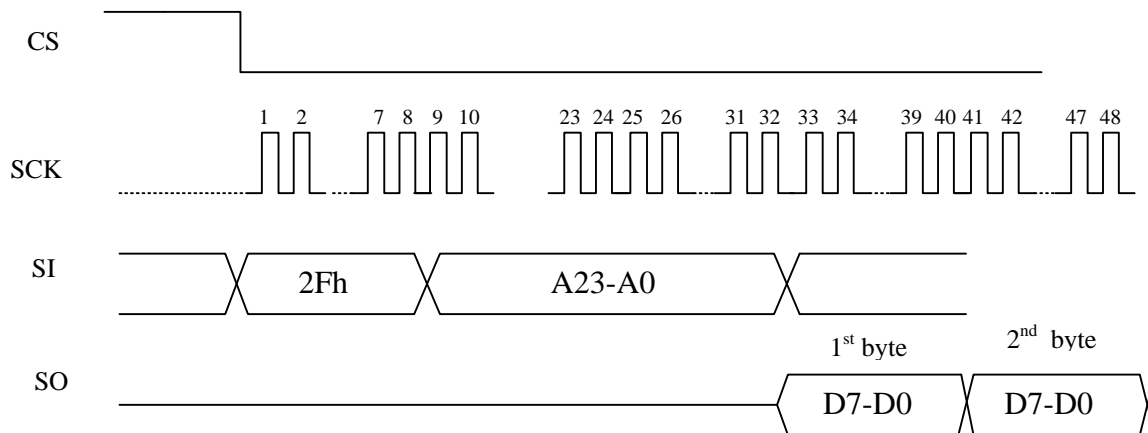 CS
1 2 7 8 9 10 23 24 25 26 31 32 33 34 39 40 41 42 47 48
SCK
SI 2Fh A23-A0
1st byte 2nd byte
SO D7-D0 D7-D0